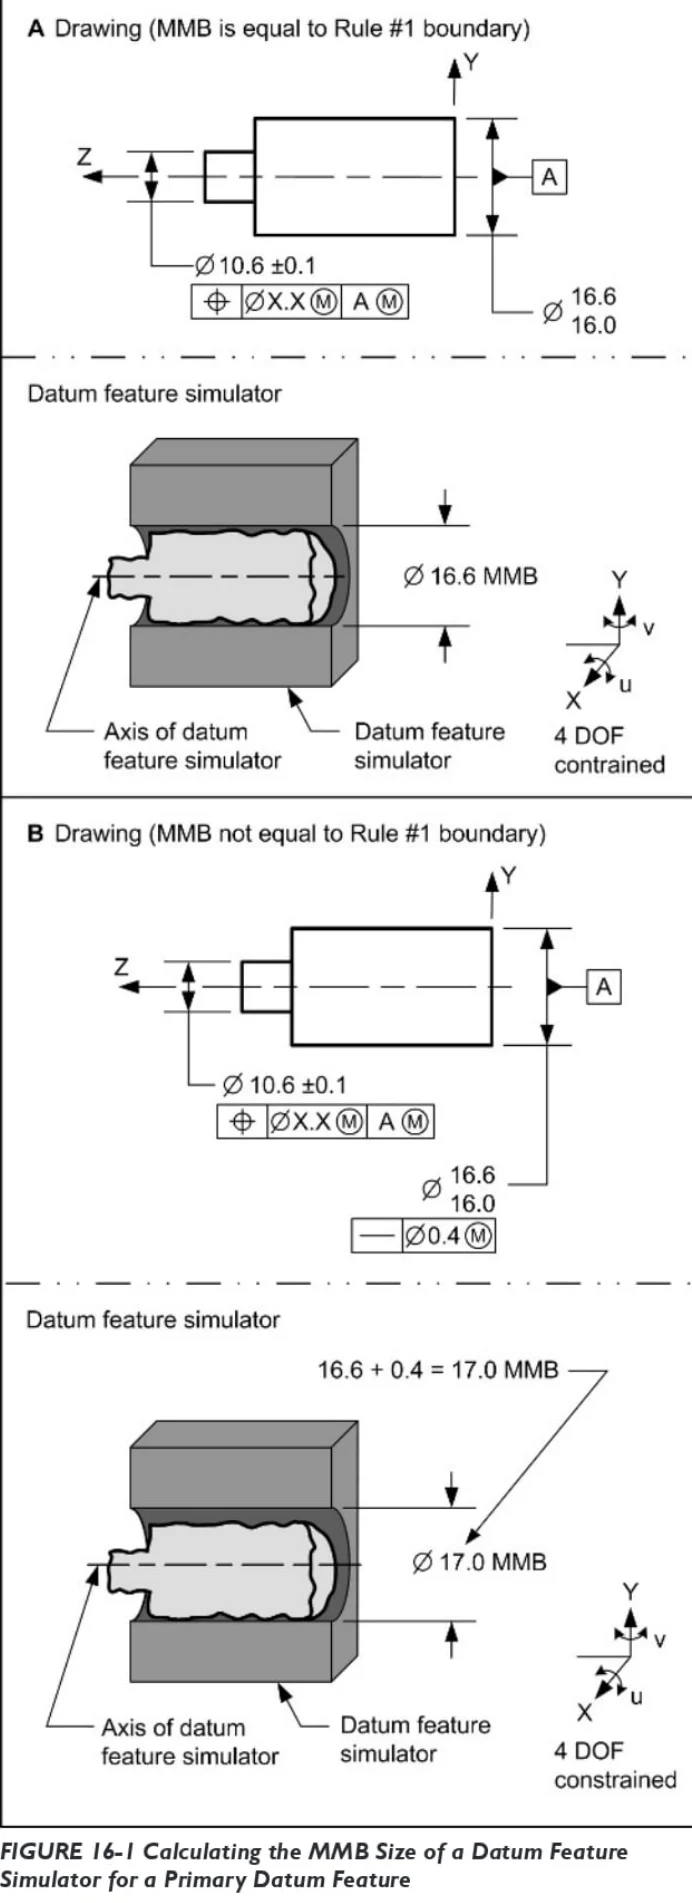 A Drawing (MMB is equal to Rule #1 boundary)
Y
Z
A
Ø10.6 ±0.1
⌖ ØX.XⓂ A Ⓜ
Ø 16.6
16.0
Datum feature simulator
Ø 16.6 MMB
Y
v
u
X
Axis of datum
feature simulator
Datum feature
simulator
4 DOF
contrained
B Drawing (MMB not equal to Rule #1 boundary)
Y
Z
A
Ø 10.6 ±0.1
⌖ ØX.XⓂ A Ⓜ
Ø 16.6
16.0
— Ø0.4Ⓜ
Datum feature simulator
16.6 + 0.4 = 17.0 MMB
Ø 17.0 MMB
Y
v
u
X
Axis of datum
feature simulator
Datum feature
simulator
4 DOF
constrained
FIGURE 16-1 Calculating the MMB Size of a Datum Feature
Simulator for a Primary Datum Feature